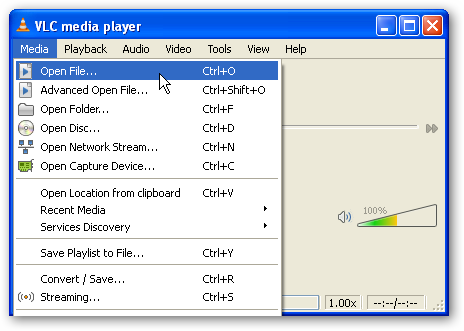 VLC media player
Media Playback Audio Video Tools View Help
Open File... Ctrl+O
Advanced Open File... Ctrl+Shift+O
Open Folder... Ctrl+F
Open Disc... Ctrl+D
Open Network Stream... Ctrl+N
Open Capture Device... Ctrl+C
Open Location from clipboard Ctrl+V
Recent Media
Services Discovery
100%
Save Playlist to File... Ctrl+Y
Convert / Save... Ctrl+R
Streaming... Ctrl+S
1.00x --:--/--:--